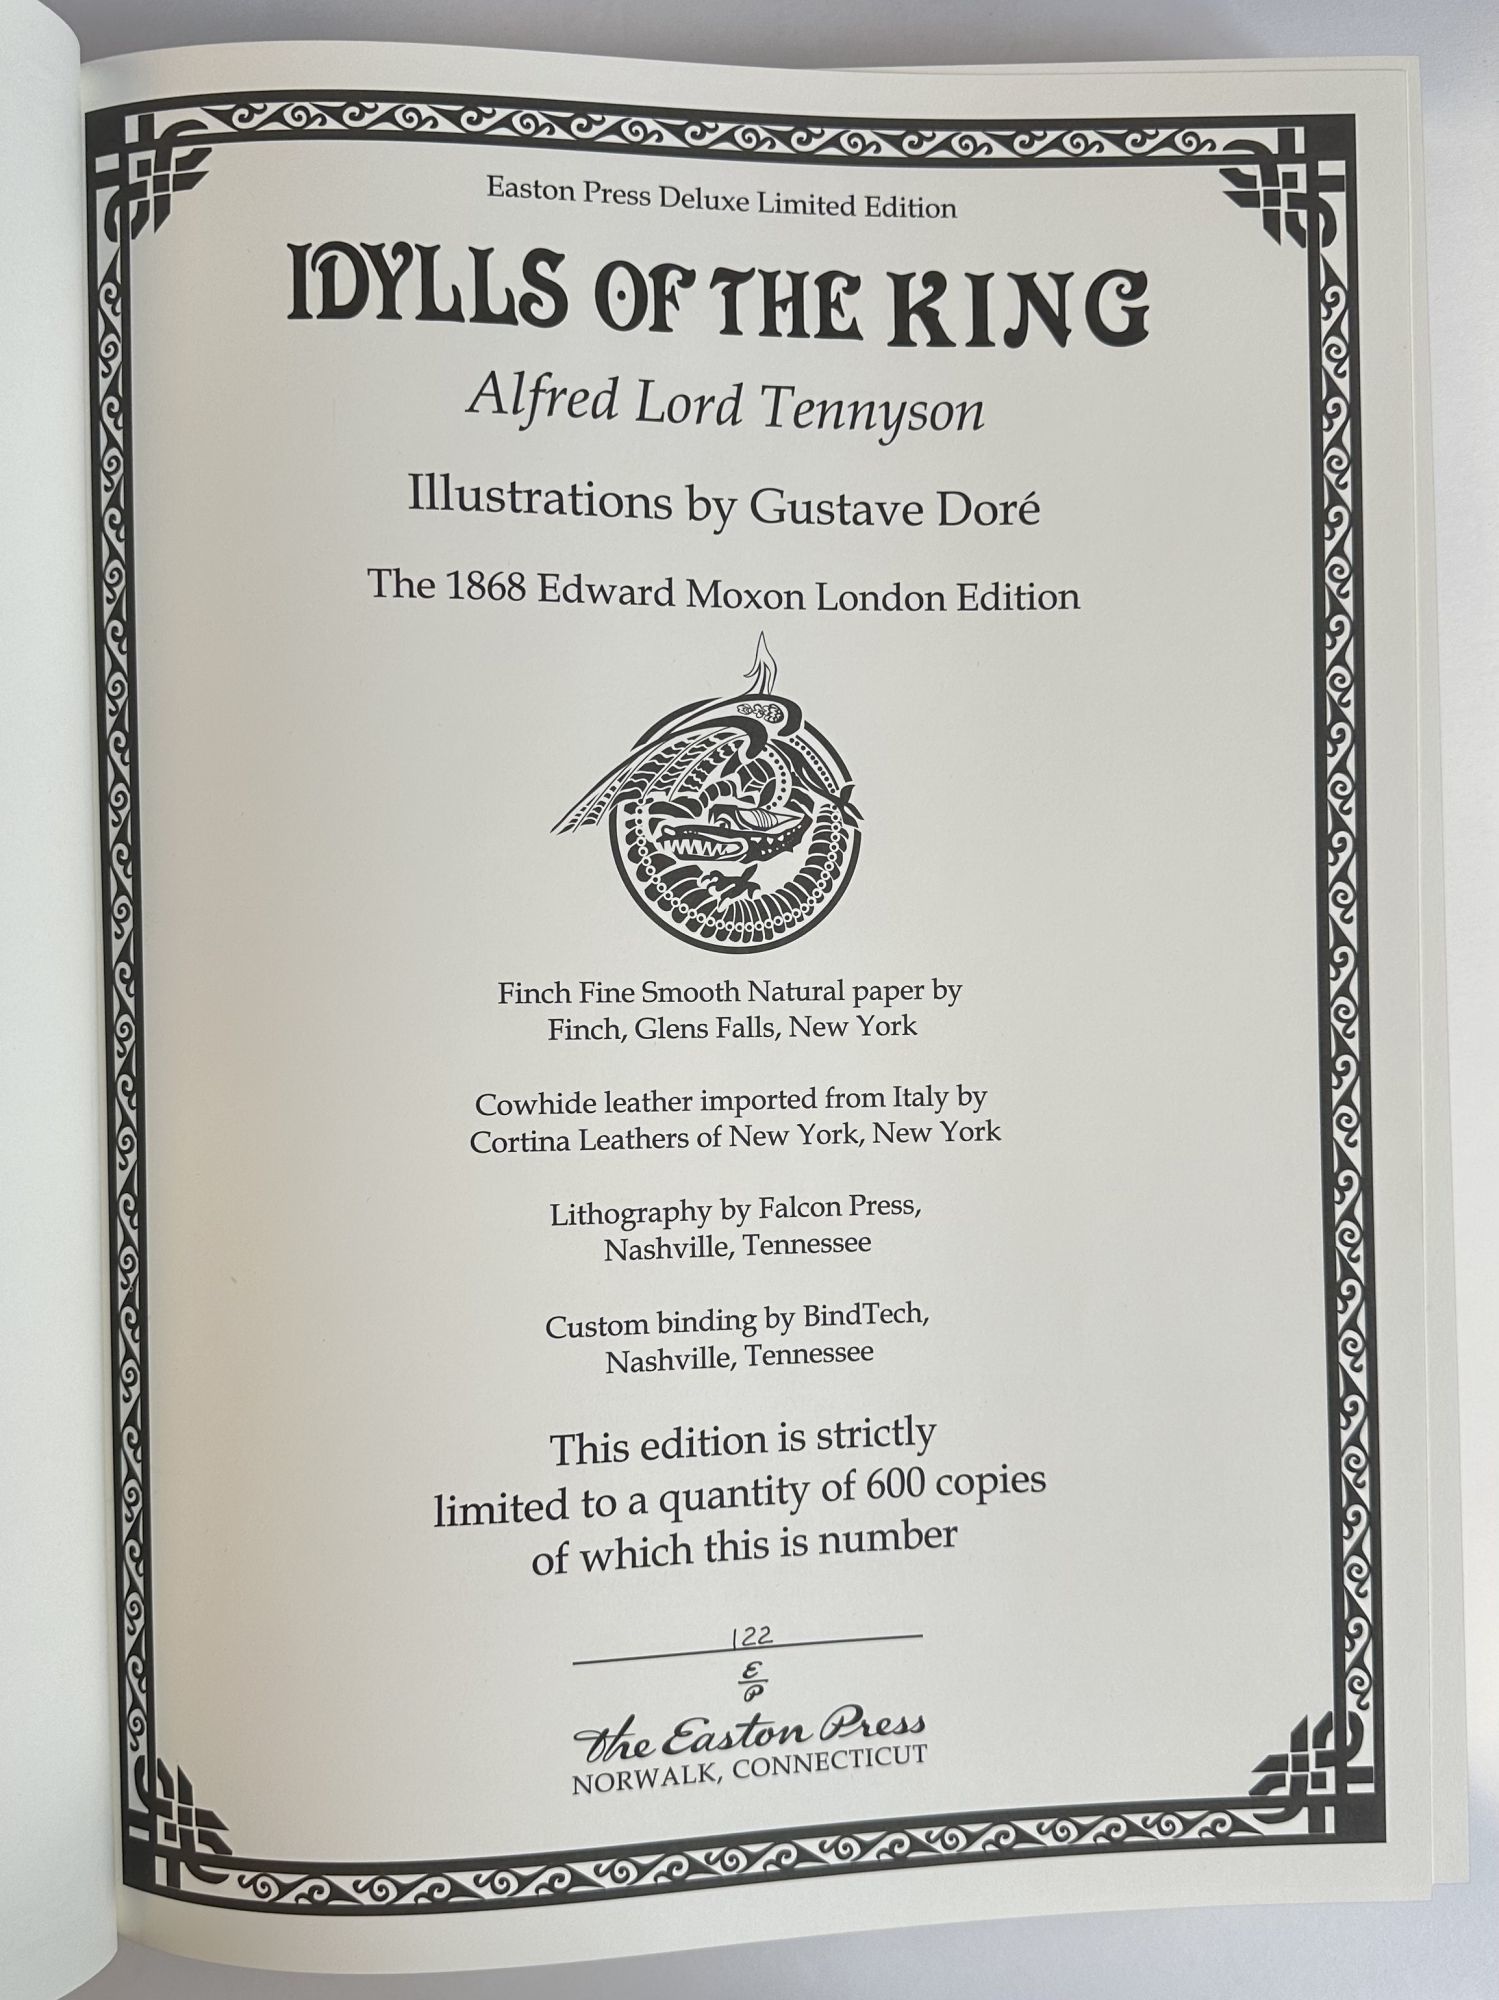 Easton Press Deluxe Limited Edition
IDYLLS OF THE KING
Alfred Lord Tennyson
Illustrations by Gustave Doré
The 1868 Edward Moxon London Edition
Finch Fine Smooth Natural paper by
Finch, Glens Falls, New York
Cowhide leather imported from Italy by
Cortina Leathers of New York, New York
Lithography by Falcon Press,
Nashville, Tennessee
Custom binding by BindTech,
Nashville, Tennessee
This edition is strictly
limited to a quantity of 600 copies
of which this is number
122
E
P
The Easton Press
NORWALK, CONNECTICUT